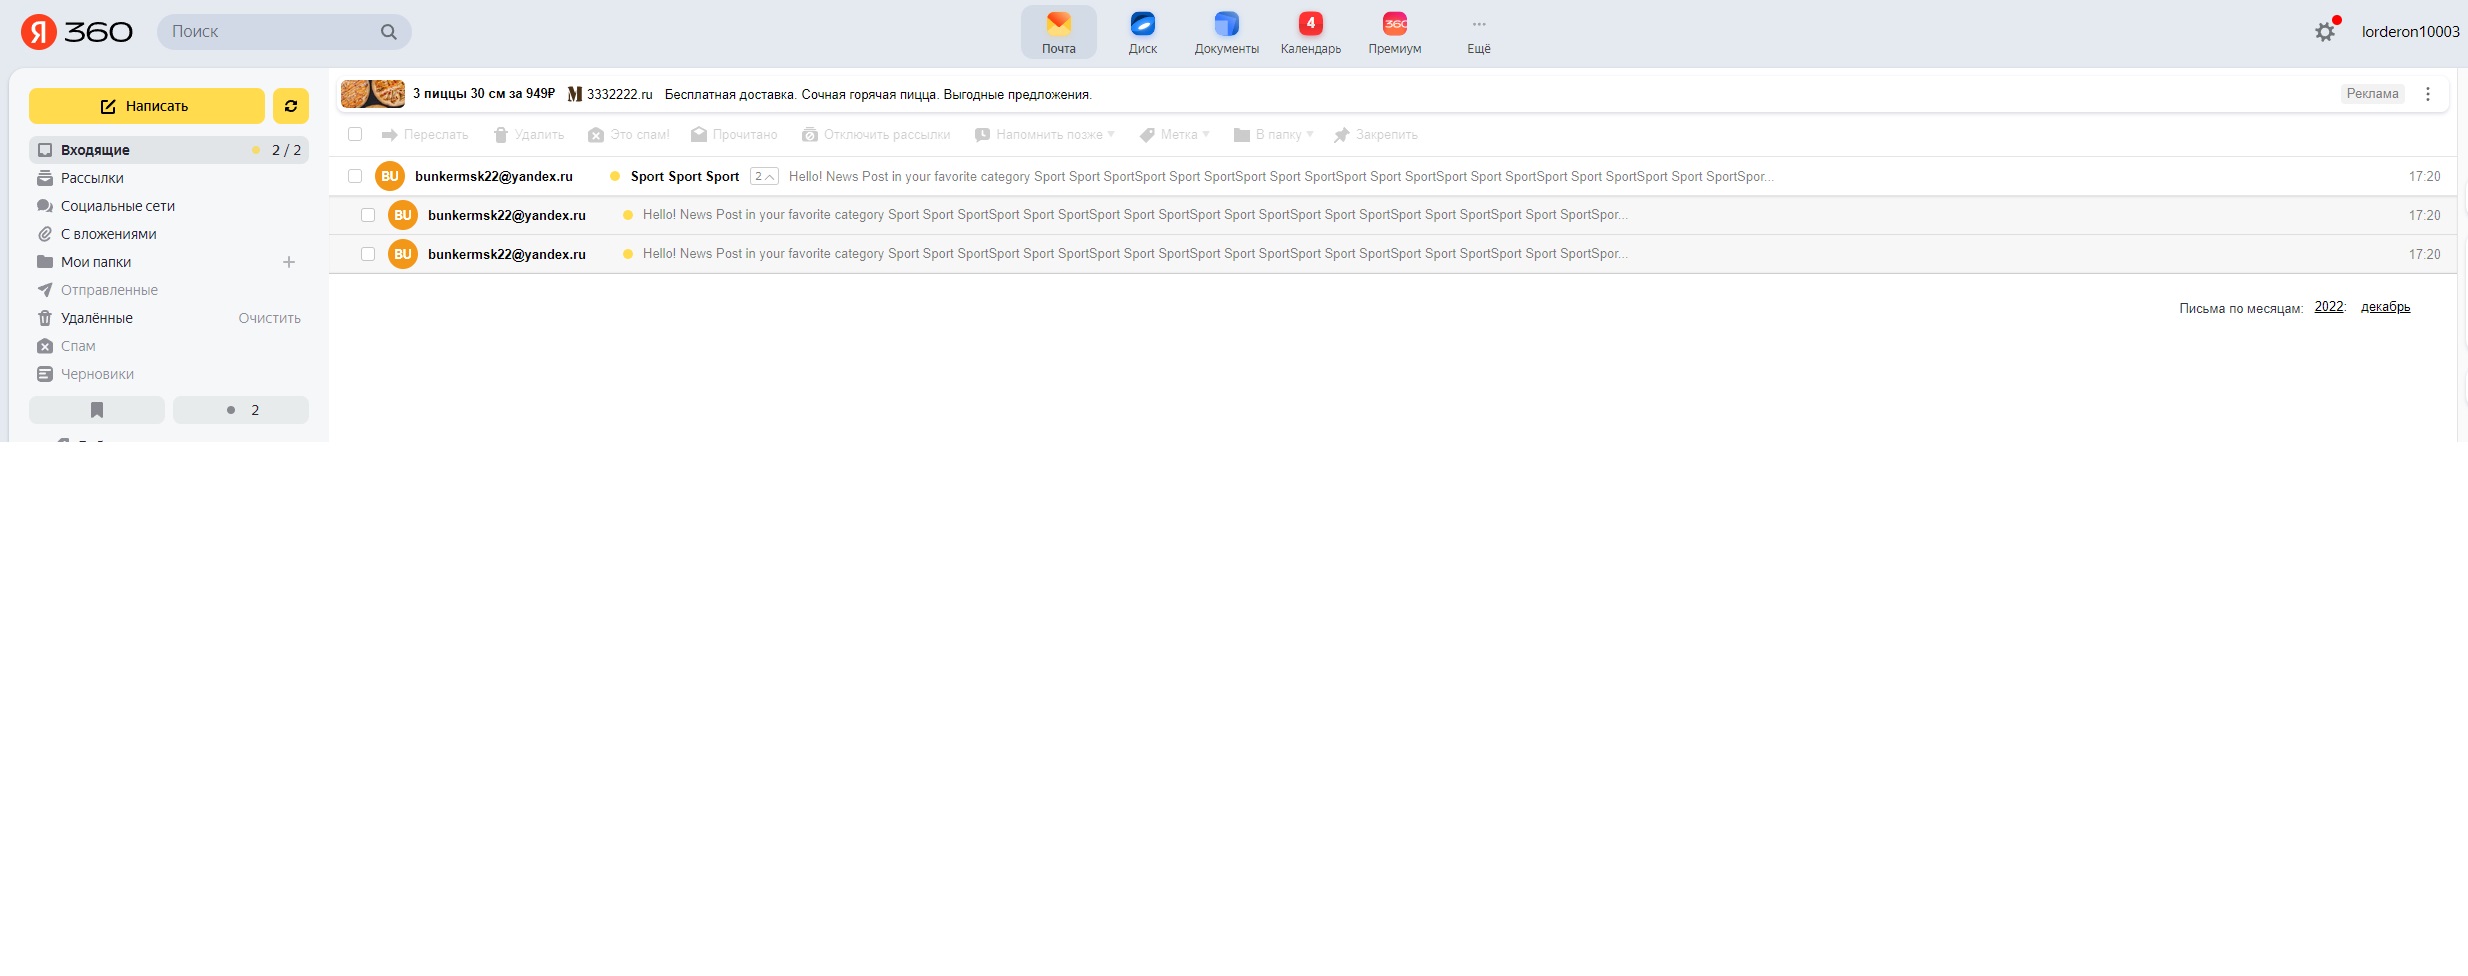 Я 360
Поиск
Почта
Диск
Документы
4
Календарь
360
Премиум
Ещё
lorderon10003
Написать
Входящие 2 / 2
Рассылки
Социальные сети
С вложениями
Мои папки
Отправленные
Удалённые Очистить
Спам
Черновики
2
3 пиццы 30 см за 949₽ 3332222.ru Бесплатная доставка. Сочная горячая пицца. Выгодные предложения. Реклама
Переслать Удалить Это спам! Прочитано Отключить рассылки Напомнить позже Метка В папку Закрепить
BU bunkermsk22@yandex.ru Sport Sport Sport 2 Hello! News Post in your favorite category Sport Sport SportSport Sport SportSport Sport SportSport Sport SportSport Sport SportSport Sport SportSport Sport SportSport Sport SportSpor... 17:20
BU bunkermsk22@yandex.ru Hello! News Post in your favorite category Sport Sport SportSport Sport SportSport Sport SportSport Sport SportSport Sport SportSport Sport SportSport Sport SportSport Sport SportSpor... 17:20
BU bunkermsk22@yandex.ru Hello! News Post in your favorite category Sport Sport SportSport Sport SportSport Sport SportSport Sport SportSport Sport SportSport Sport SportSport Sport SportSport Sport SportSpor... 17:20
Письма по месяцам: 2022: декабрь